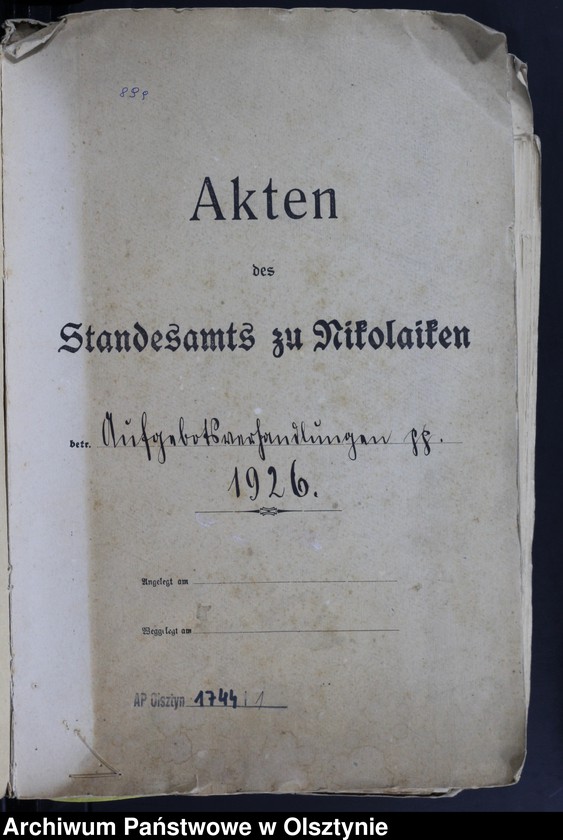 Akten
des
Standesamts zu Nikolaiken
betr. Aufgebotsverhandlungen pp.
1926.
Angelegt am
Weggelegt am
AP Olsztyn 1744 1
Archiwum Państwowe w Olsztynie